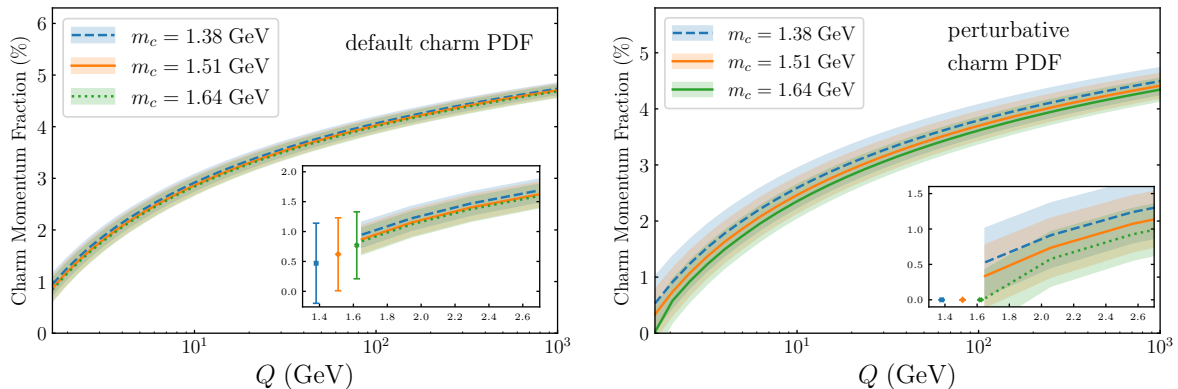 Charm Momentum Fraction (%)
6
5
4
3
2
1
0
m_c = 1.38 GeV
m_c = 1.51 GeV
m_c = 1.64 GeV
default charm PDF
2.0
1.5
1.0
0.5
0.0
1.4 1.6 1.8 2.0 2.2 2.4 2.6
10^1 10^2 10^3
Q (GeV)
Charm Momentum Fraction (%)
5
4
3
2
1
0
m_c = 1.38 GeV
m_c = 1.51 GeV
m_c = 1.64 GeV
perturbative
charm PDF
1.5
1.0
0.5
0.0
1.4 1.6 1.8 2.0 2.2 2.4 2.6
10^1 10^2 10^3
Q (GeV)